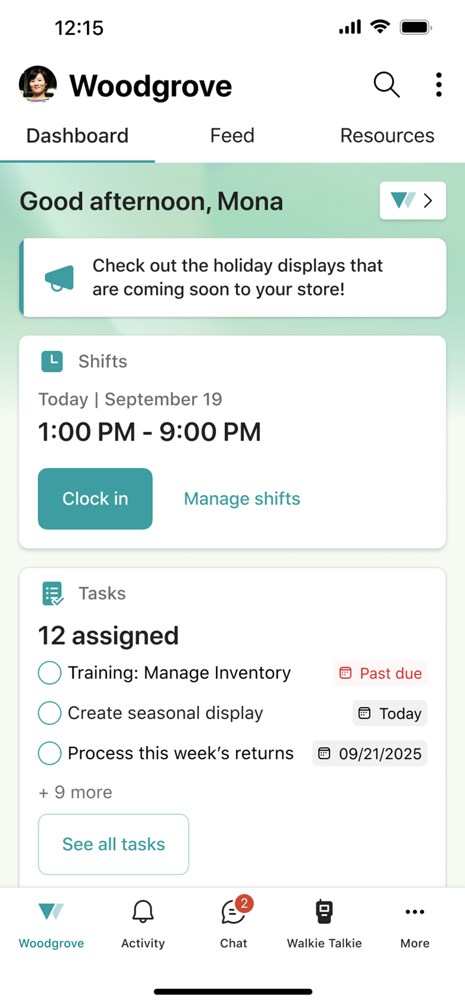 12:15
Woodgrove
Dashboard
Feed
Resources
Good afternoon, Mona
Check out the holiday displays that
are coming soon to your store!
Shifts
Today | September 19
1:00 PM - 9:00 PM
Clock in
Manage shifts
Tasks
12 assigned
Training: Manage Inventory
Past due
Create seasonal display
Today
Process this week’s returns
09/21/2025
+ 9 more
See all tasks
2
Woodgrove
Activity
Chat
Walkie Talkie
More